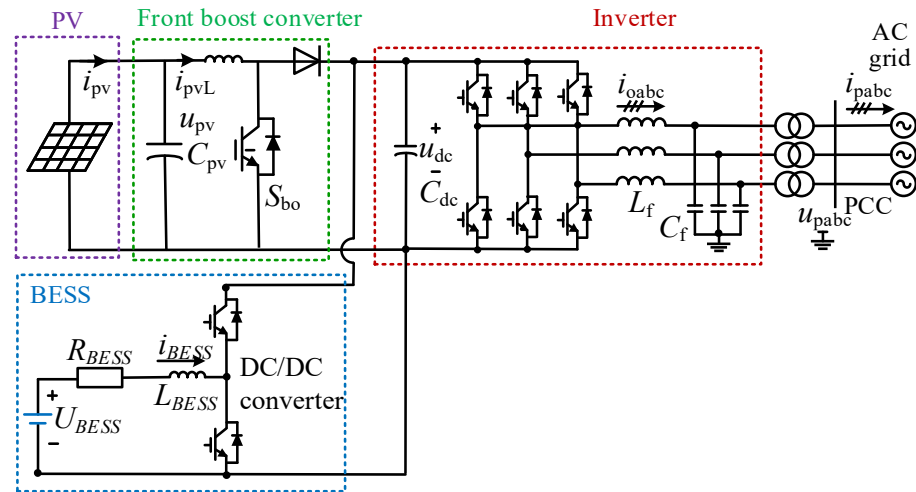 PV
Front boost converter
Inverter
AC
grid
i_pv
i_pvL
i_oabc
i_pabc
u_pv
C_pv
+
u_dc
-
C_dc
S_bo
L_f
C_f
u_pabc
PCC
BESS
R_BESS
i_BESS
L_BESS
DC/DC
converter
+
U_BESS
-